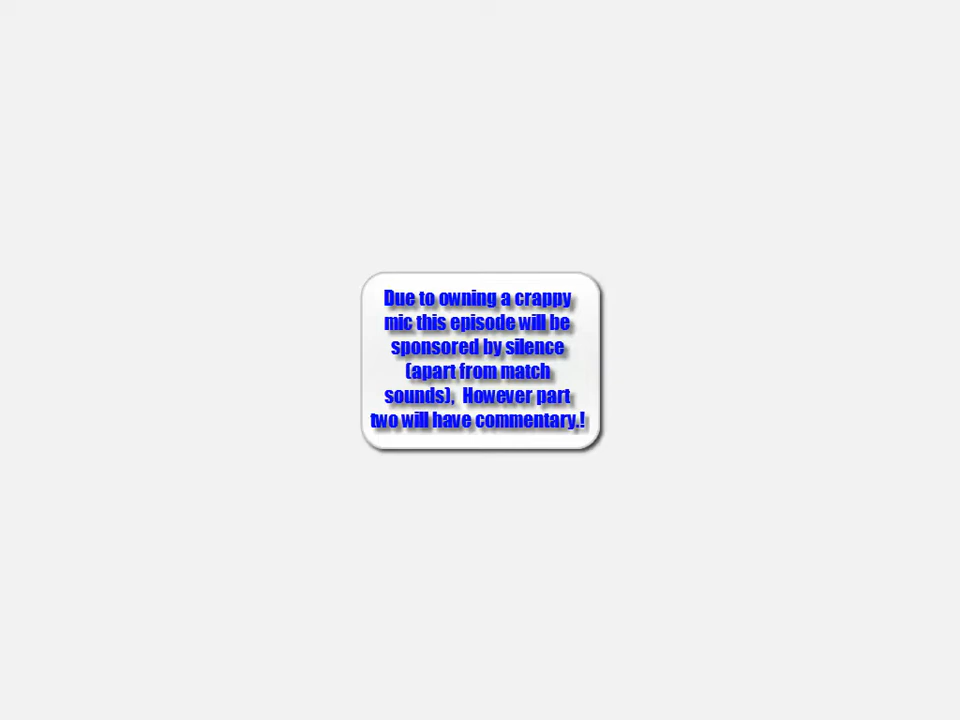 Due to owning a crappy
mic this episode will be
sponsored by silence
(apart from match
sounds),  However part
two will have commentary.!